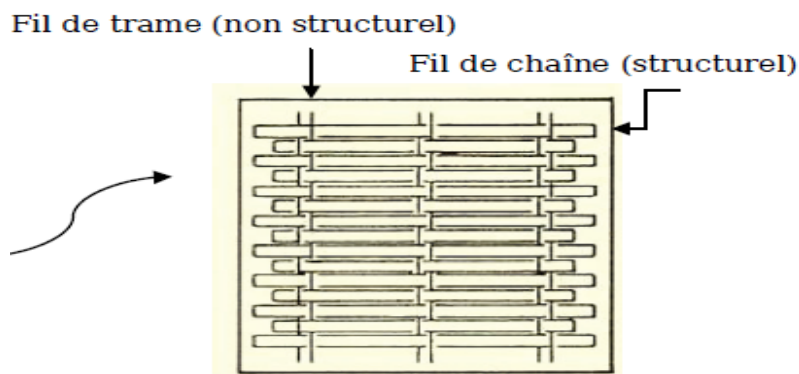 Fil de trame (non structurel)
Fil de chaîne (structurel)